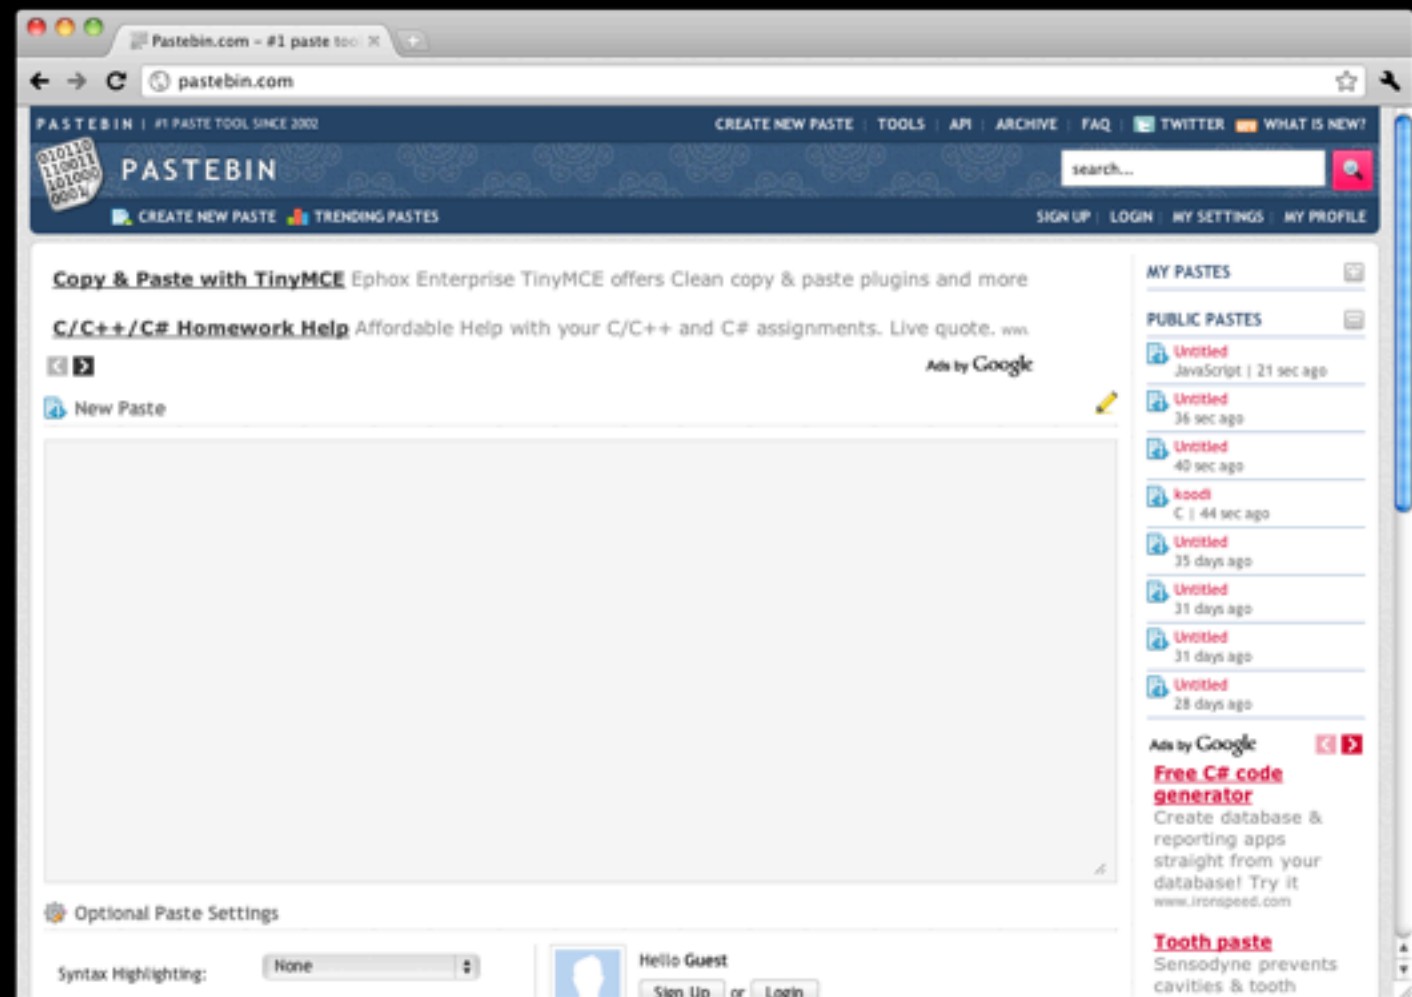 Pastebin.com – #1 paste too
pastebin.com
PASTEBIN | #1 PASTE TOOL SINCE 2002
CREATE NEW PASTE | TOOLS | API | ARCHIVE | FAQ | TWITTER WHAT IS NEW?
010110
110011
101000
0001
PASTEBIN
search...
CREATE NEW PASTE TRENDING PASTES
SIGN UP | LOGIN | MY SETTINGS | MY PROFILE
Copy & Paste with TinyMCE Ephox Enterprise TinyMCE offers Clean copy & paste plugins and more
C/C++/C# Homework Help Affordable Help with your C/C++ and C# assignments. Live quote. www.
Ads by Google
New Paste
Optional Paste Settings
Syntax Highlighting:
None
Hello Guest
Sign Up or Login
MY PASTES
PUBLIC PASTES
Untitled
JavaScript | 21 sec ago
Untitled
36 sec ago
Untitled
40 sec ago
koodi
C | 44 sec ago
Untitled
35 days ago
Untitled
31 days ago
Untitled
31 days ago
Untitled
28 days ago
Ads by Google
Free C# code
generator
Create database &
reporting apps
straight from your
database! Try it
www.ironspeed.com
Tooth paste
Sensodyne prevents
cavities & tooth